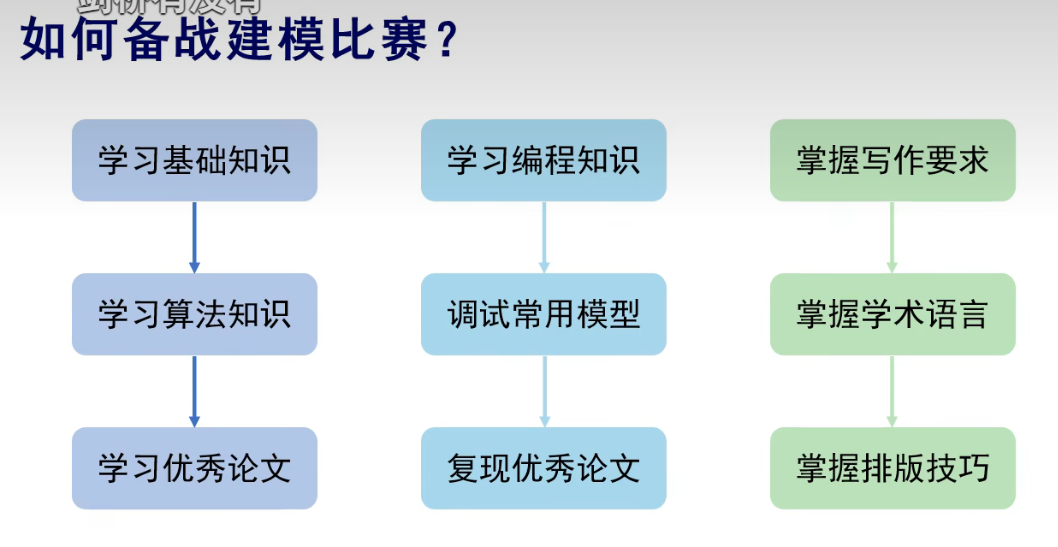 如何备战建模比赛？
学习基础知识
学习编程知识
掌握写作要求
学习算法知识
调试常用模型
掌握学术语言
学习优秀论文
复现优秀论文
掌握排版技巧